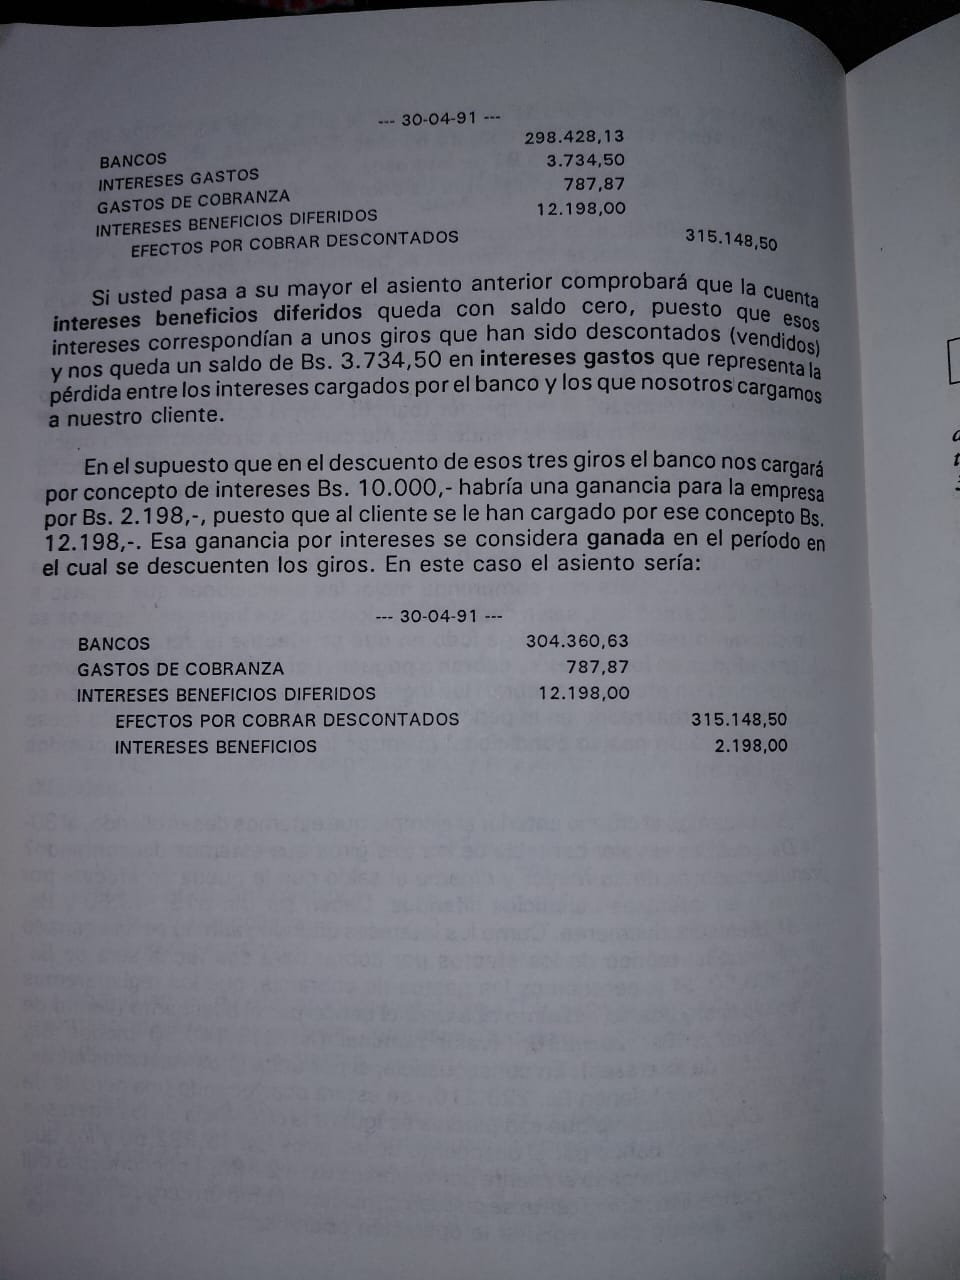 --- 30-04-91 ---
BANCOS 298.428,13
INTERESES GASTOS 3.734,50
GASTOS DE COBRANZA 787,87
INTERESES BENEFICIOS DIFERIDOS 12.198,00
EFECTOS POR COBRAR DESCONTADOS 315.148,50
Si usted pasa a su mayor el asiento anterior comprobará que la cuenta
intereses beneficios diferidos queda con saldo cero, puesto que esos
intereses correspondían a unos giros que han sido descontados (vendidos)
y nos queda un saldo de Bs. 3.734,50 en intereses gastos que representa la
pérdida entre los intereses cargados por el banco y los que nosotros cargamos
a nuestro cliente.
En el supuesto que en el descuento de esos tres giros el banco nos cargará
por concepto de intereses Bs. 10.000,- habría una ganancia para la empresa
por Bs. 2.198,-, puesto que al cliente se le han cargado por ese concepto Bs.
12.198,-. Esa ganancia por intereses se considera ganada en el período en
el cual se descuenten los giros. En este caso el asiento sería:
--- 30-04-91 ---
BANCOS 304.360,63
GASTOS DE COBRANZA 787,87
INTERESES BENEFICIOS DIFERIDOS 12.198,00
EFECTOS POR COBRAR DESCONTADOS 315.148,50
INTERESES BENEFICIOS 2.198,00